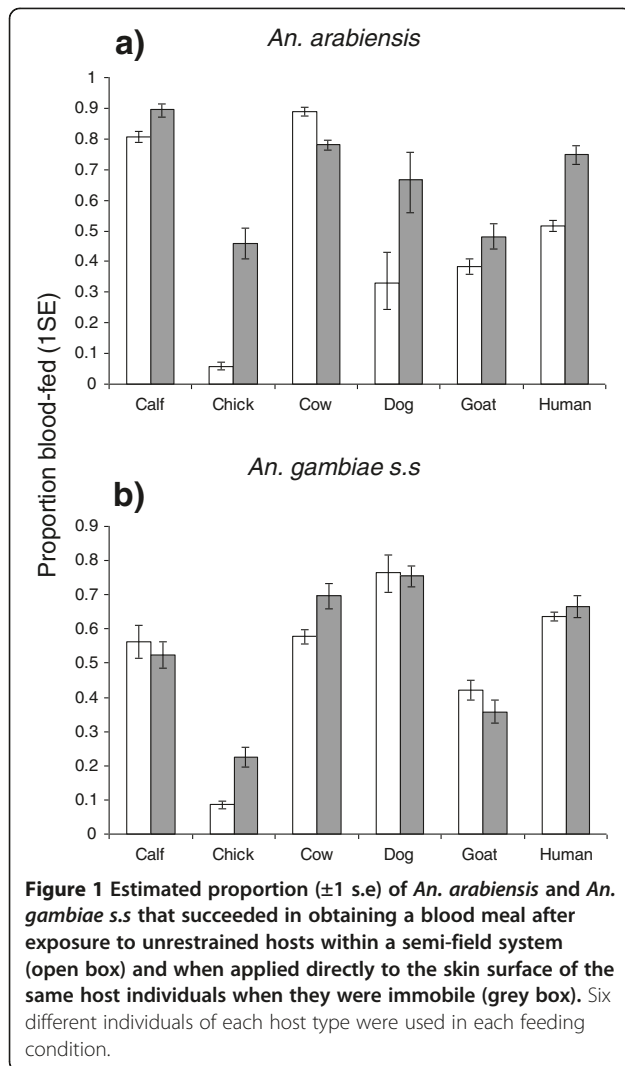 a)
An. arabiensis
1
0.9
0.8
0.7
0.6
0.5
0.4
0.3
0.2
0.1
0
Calf Chick Cow Dog Goat Human
Proportion blood-fed (1SE)
b)
An. gambiae s.s
0.9
0.8
0.7
0.6
0.5
0.4
0.3
0.2
0.1
0
Calf Chick Cow Dog Goat Human
Figure 1 Estimated proportion (±1 s.e) of An. arabiensis and An.
gambiae s.s that succeeded in obtaining a blood meal after
exposure to unrestrained hosts within a semi-field system
(open box) and when applied directly to the skin surface of the
same host individuals when they were immobile (grey box). Six
different individuals of each host type were used in each feeding
condition.